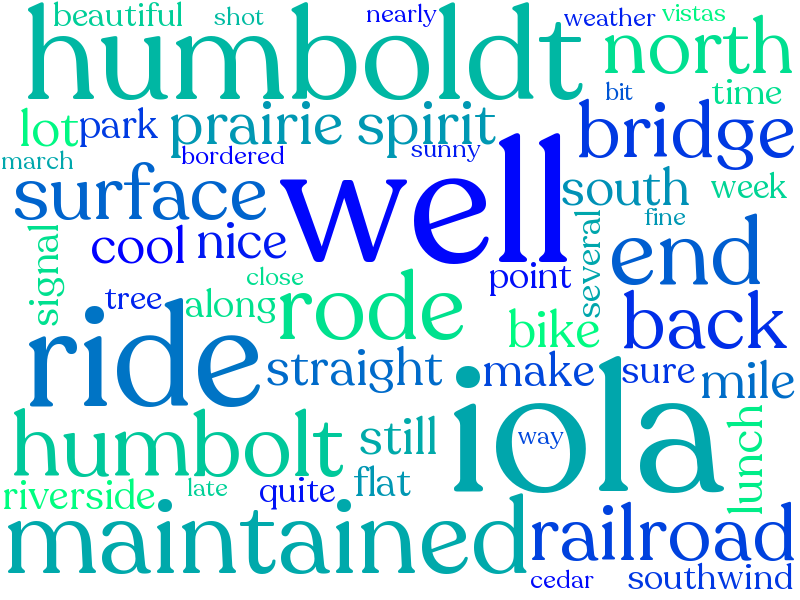 beautiful shot nearly weather vistas
humboldt north
bit time
lot park prairie spirit bridge
march bordered sunny
surface well south week
signal cool nice several fine end
close point
tree along rode bike back
ride straight make sure mile
iola
humbolt still way lunch
riverside late quite flat
maintained railroad
cedar southwind